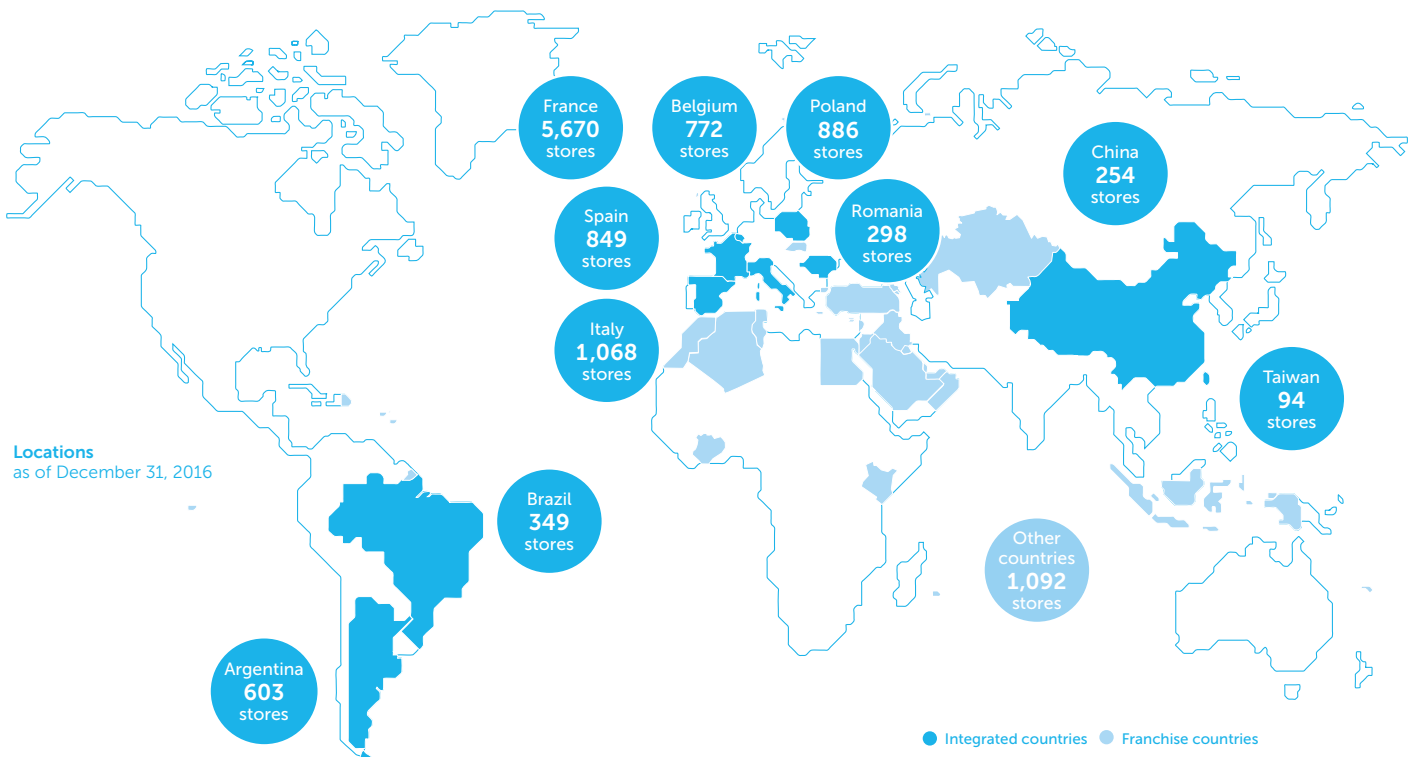 France
5,670
stores
Belgium
772
stores
Poland
886
stores
China
254
stores
Spain
849
stores
Romania
298
stores
Italy
1,068
stores
Taiwan
94
stores
Locations
as of December 31, 2016
Brazil
349
stores
Other
countries
1,092
stores
Argentina
603
stores
Integrated countries
Franchise countries